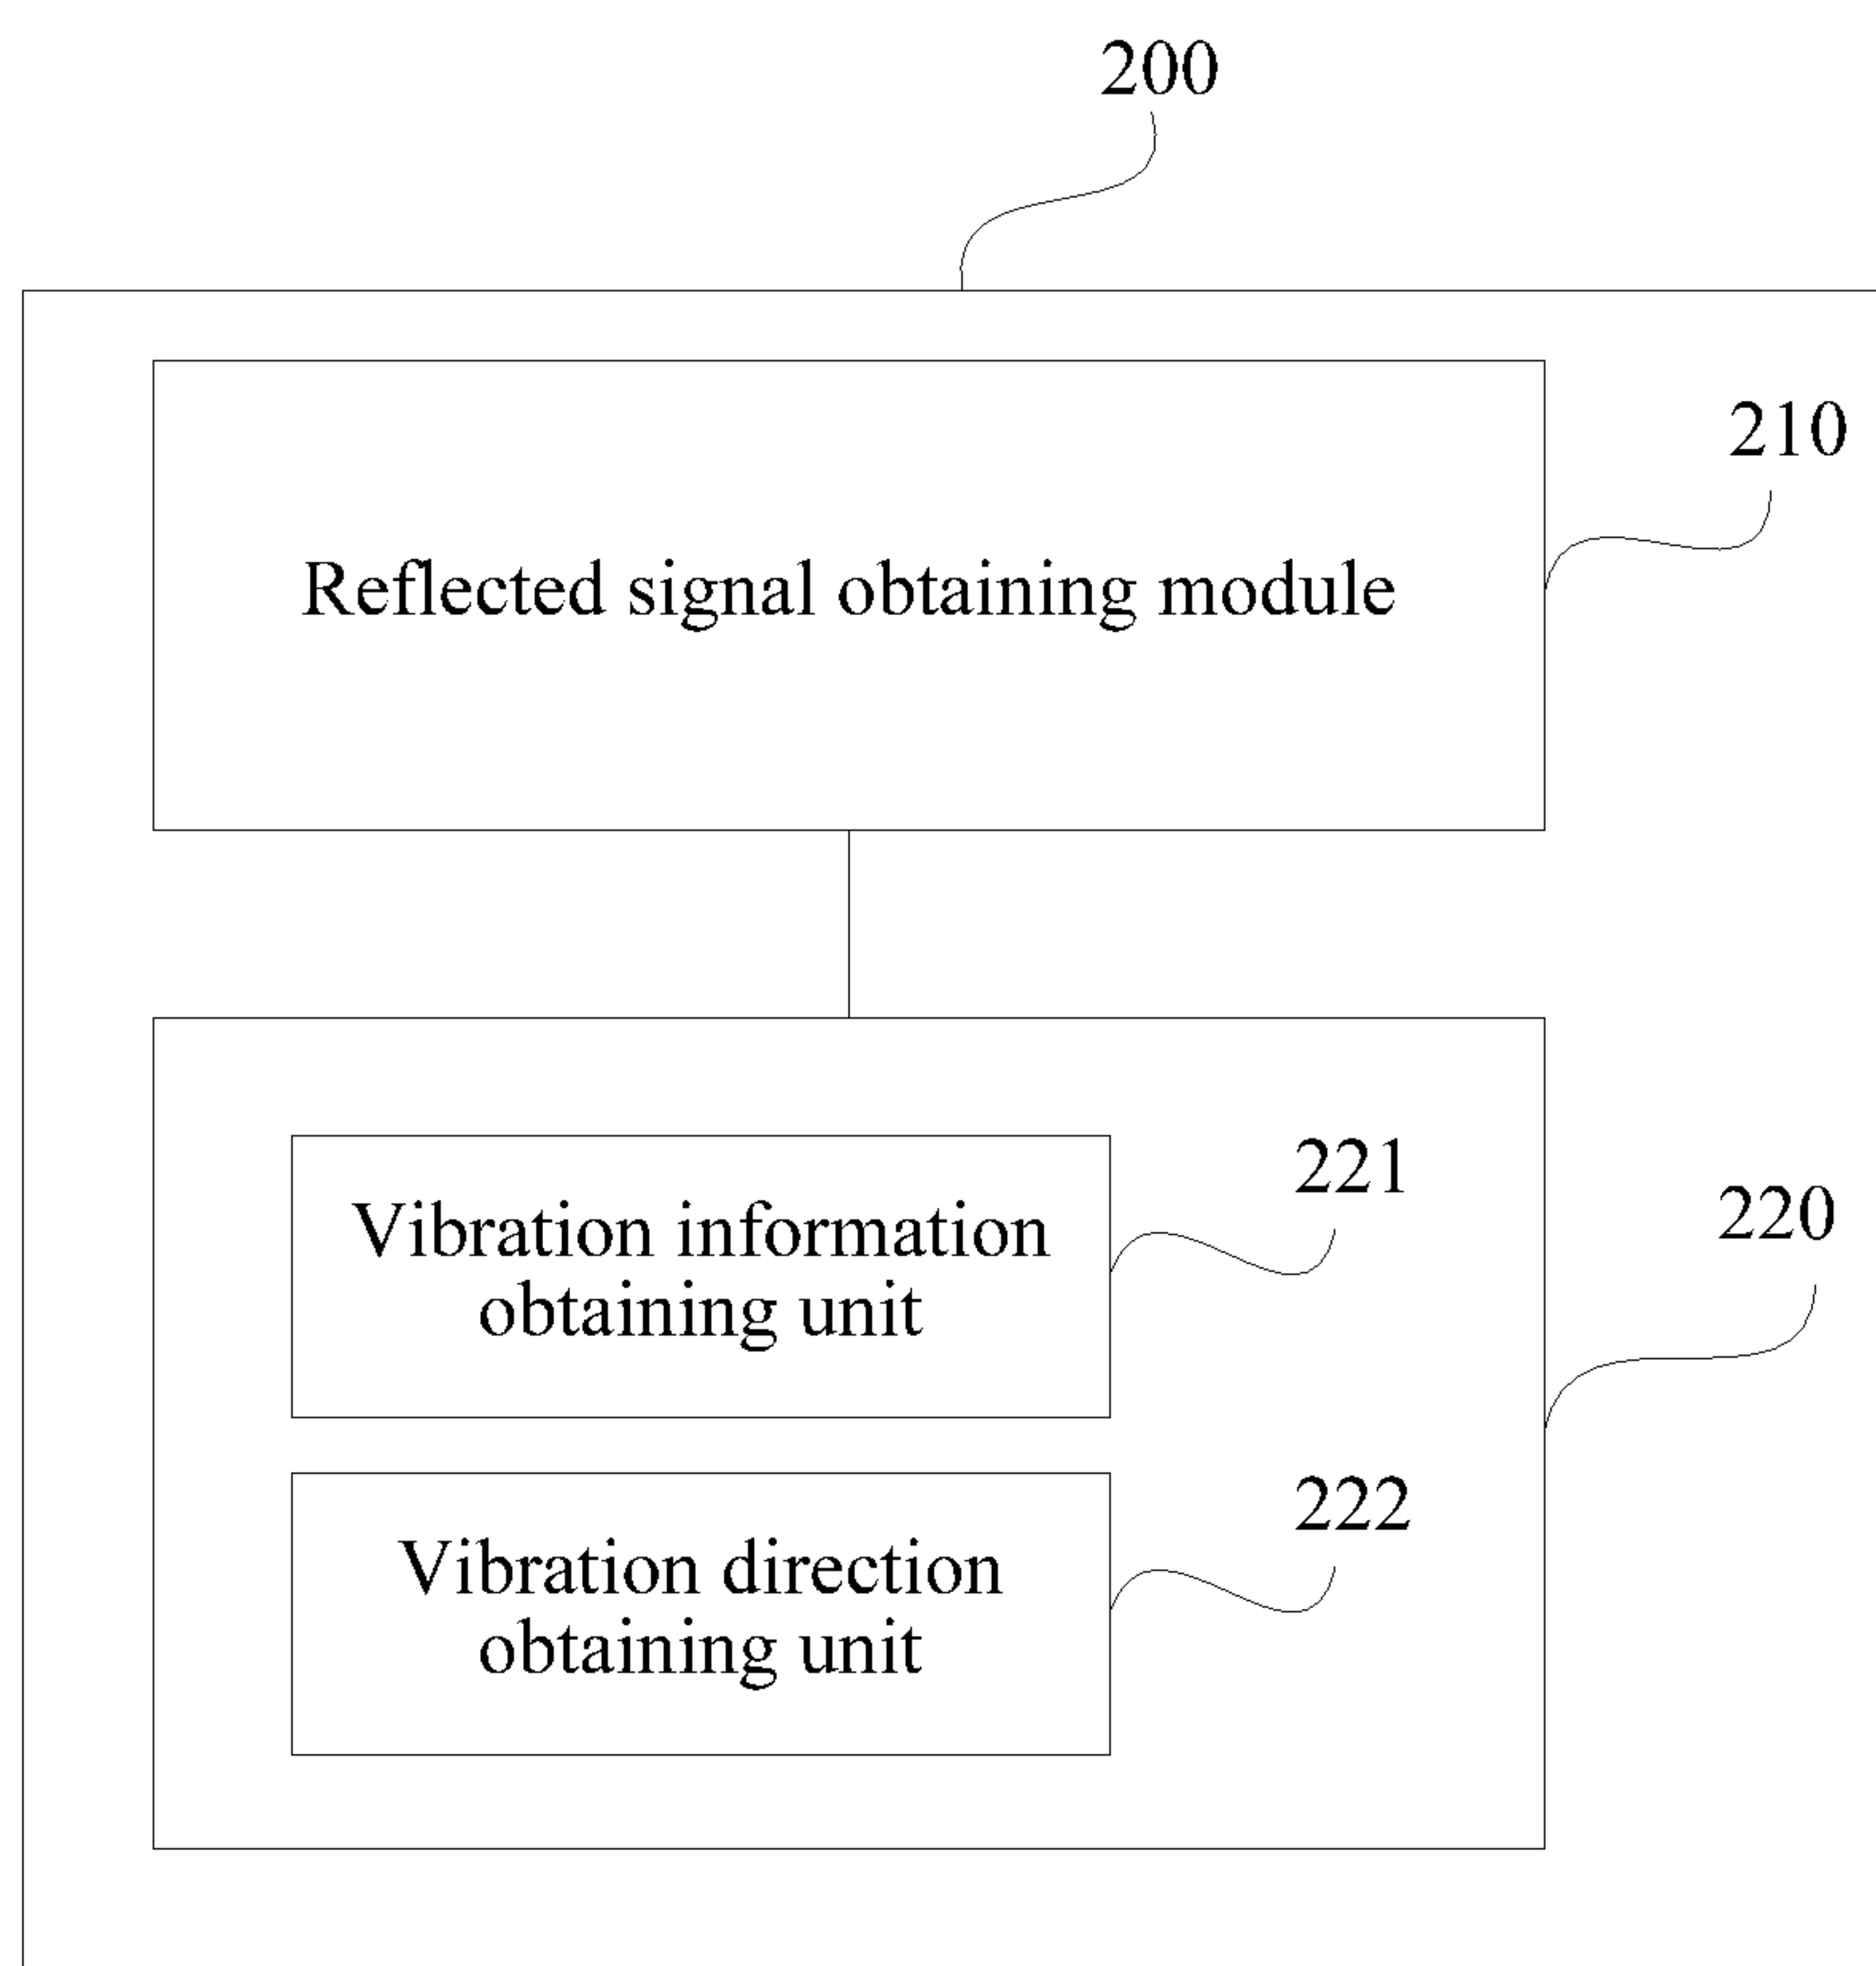 200
210
Reflected signal obtaining module
221
220
Vibration information
obtaining unit
222
Vibration direction
obtaining unit